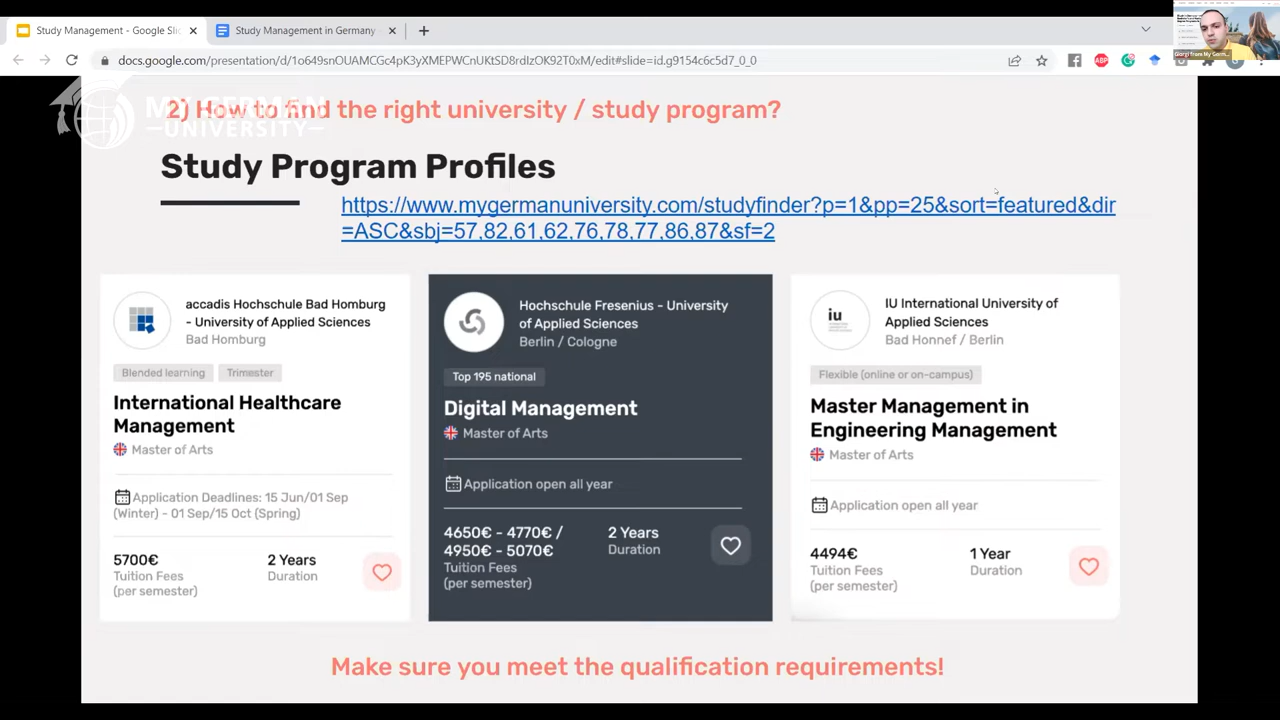 Study Management - Google Sli
Study Management in Germany
docs.google.com/presentation/d/1o649snOUAMCGc4pK3yXMEPWCn9
zOK92T0xM/edit#slide=id.g9154c6c5d7_0_0
ABP
MY GERMAN
UNIVERSITY
2) How to find the right university / study program?
Study Program Profiles
https://www.mygermanuniversity.com/studyfinder?p=1&pp=25&sort=featured&dir
=ASC&sbj=57,82,61,62,76,78,77,86,87&sf=2
accadis Hochschule Bad Homburg
- University of Applied Sciences
Bad Homburg
Blended learning
Trimester
International Healthcare
Management
Master of Arts
Application Deadlines: 15 Jun/01 Sep
(Winter) - 01 Sep/15 Oct (Spring)
5700€
Tuition Fees
(per semester)
2 Years
Duration
Hochschule Fresenius - University
of Applied Sciences
Berlin / Cologne
Top 195 national
Digital Management
Master of Arts
Application open all year
4650€ - 4770€ /
4950€ - 5070€
Tuition Fees
(per semester)
2 Years
Duration
iu
IU International University of
Applied Sciences
Bad Honnef / Berlin
Flexible (online or on-campus)
Master Management in
Engineering Management
Master of Arts
Application open all year
4494€
Tuition Fees
(per semester)
1 Year
Duration
Make sure you meet the qualification requirements!